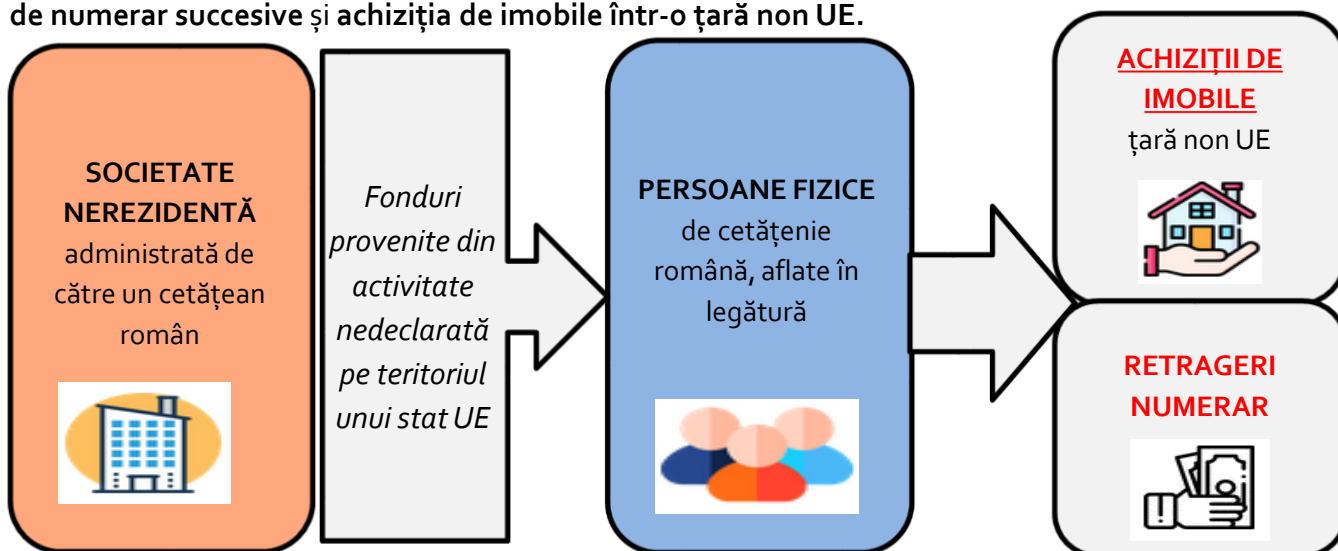 de numerar succesive și achiziția de imobile într-o țară non UE.
SOCIETATE
NEREZIDENTĂ
administrată de
către un cetățean
român
Fonduri
provenite din
activitate
nedeclarată
pe teritoriul
unui stat UE
PERSOANE FIZICE
de cetățenie
română, aflate în
legătură
ACHIZIȚII DE
IMOBILE
țară non UE
RETRAGERI
NUMERAR